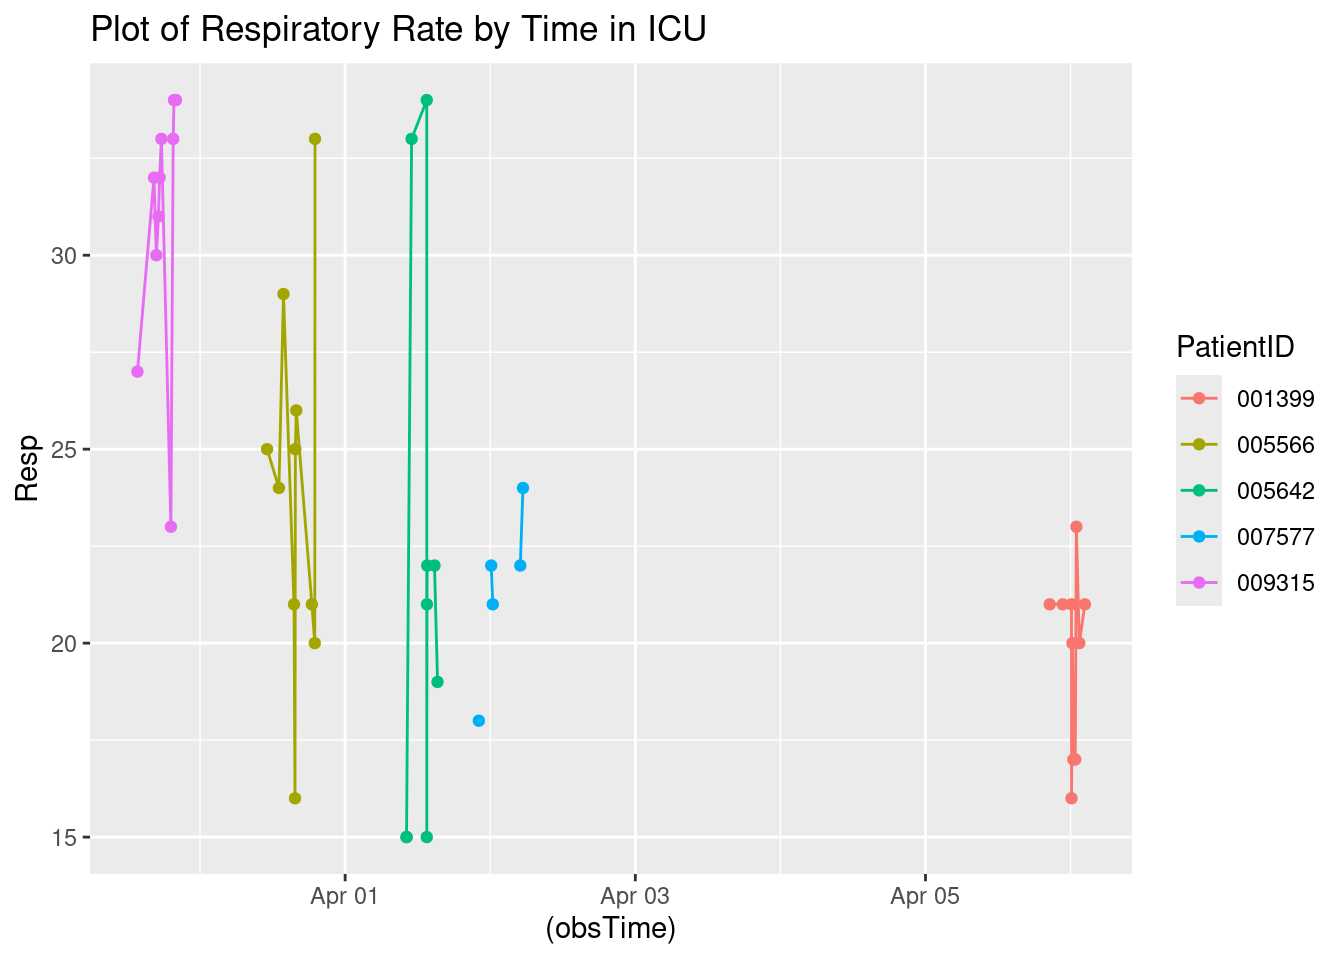 Plot of Respiratory Rate by Time in ICU
Resp
30
25
20
15
Apr 01
Apr 03
Apr 05
(obsTime)
PatientID
001399
005566
005642
007577
009315